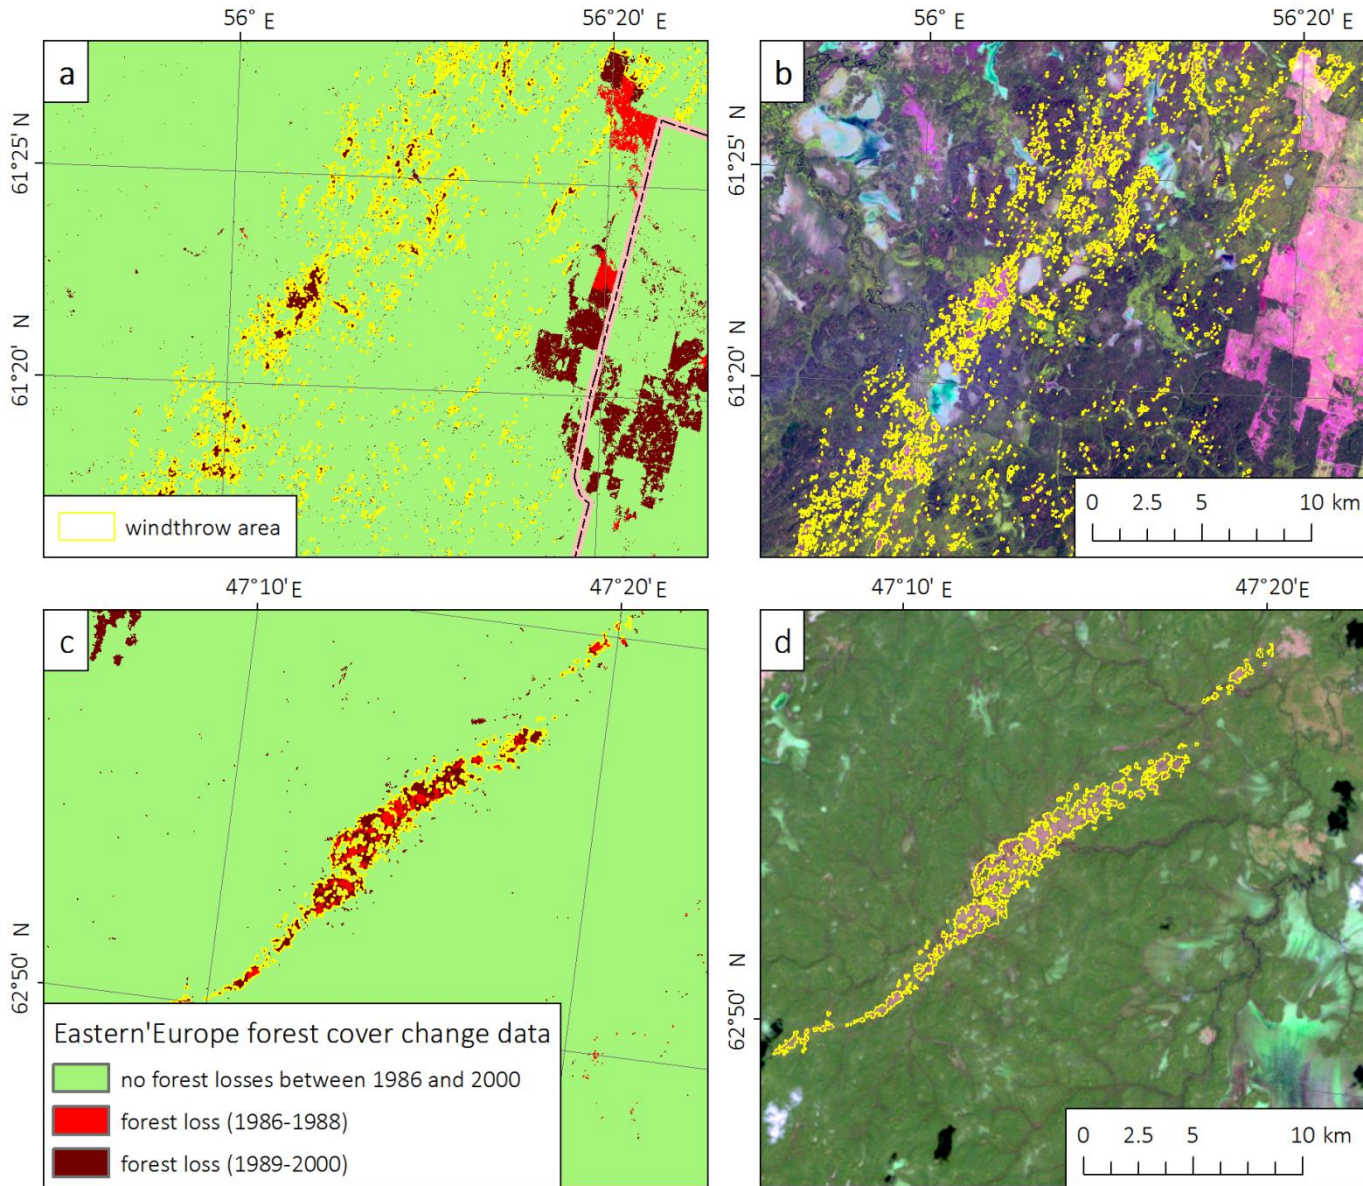 56° E
56°20' E
56° E
56°20' E
a
b
61°25' N
61°25' N
61°20' N
61°20' N
windthrow area
0 2.5 5 10 km
47°10' E
47°20' E
47°10' E
47°20' E
c
d
62°50' N
62°50' N
Eastern'Europe forest cover change data
no forest losses between 1986 and 2000
forest loss (1986-1988)
forest loss (1989-2000)
0 2.5 5 10 km